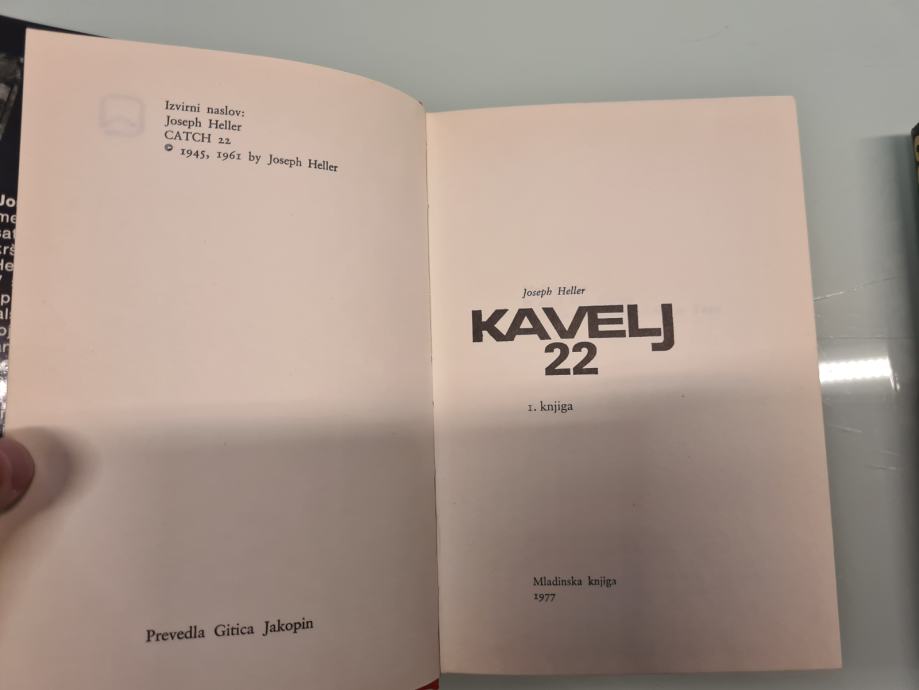 Izvirni naslov:
Joseph Heller
CATCH 22
© 1945, 1961 by Joseph Heller
Prevedla Gitica Jakopin
Joseph Heller
KAVELJ
22
1. knjiga
Mladinska knjiga
1977